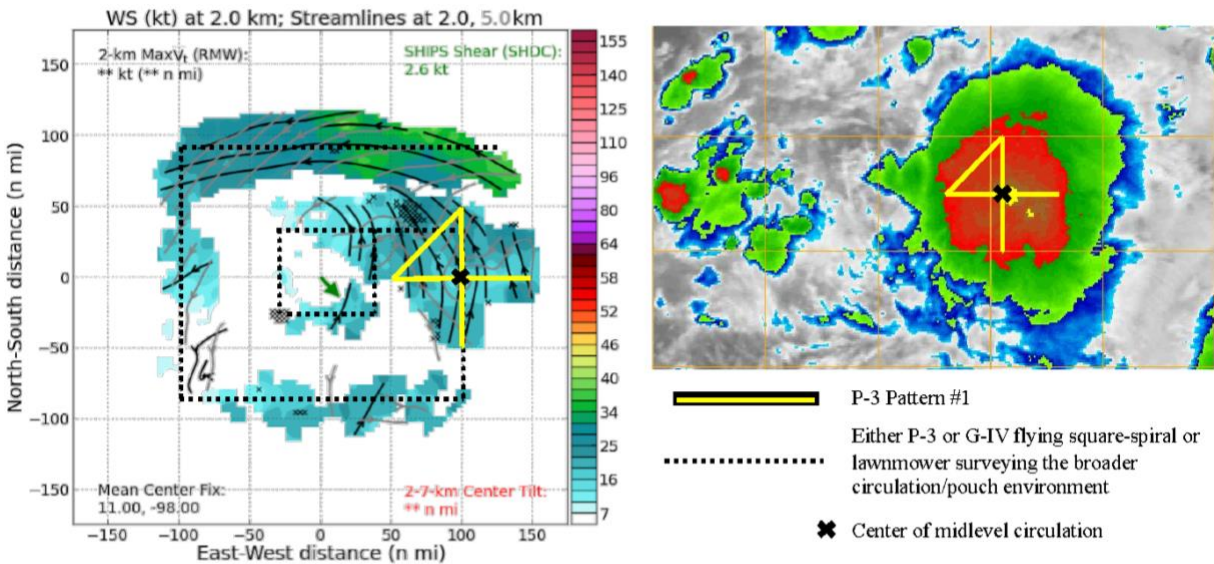 WS (kt) at 2.0 km; Streamlines at 2.0, 5.0km
2-km MaxVt (RMW):
** kt (** n mi)
SHIPS Shear (SHDC):
2.6 kt
North-South distance (n mi)
150
100
50
0
−50
−100
−150
Mean Center Fix:
11.00, -98.00
2-7-km Center Tilt:
** n mi
−150
−100
−50
0
50
100
150
East-West distance (n mi)
155
140
125
110
96
80
64
58
52
46
40
34
25
16
7
P-3 Pattern #1
Either P-3 or G-IV flying square-spiral or
lawnmower surveying the broader
circulation/pouch environment
Center of midlevel circulation